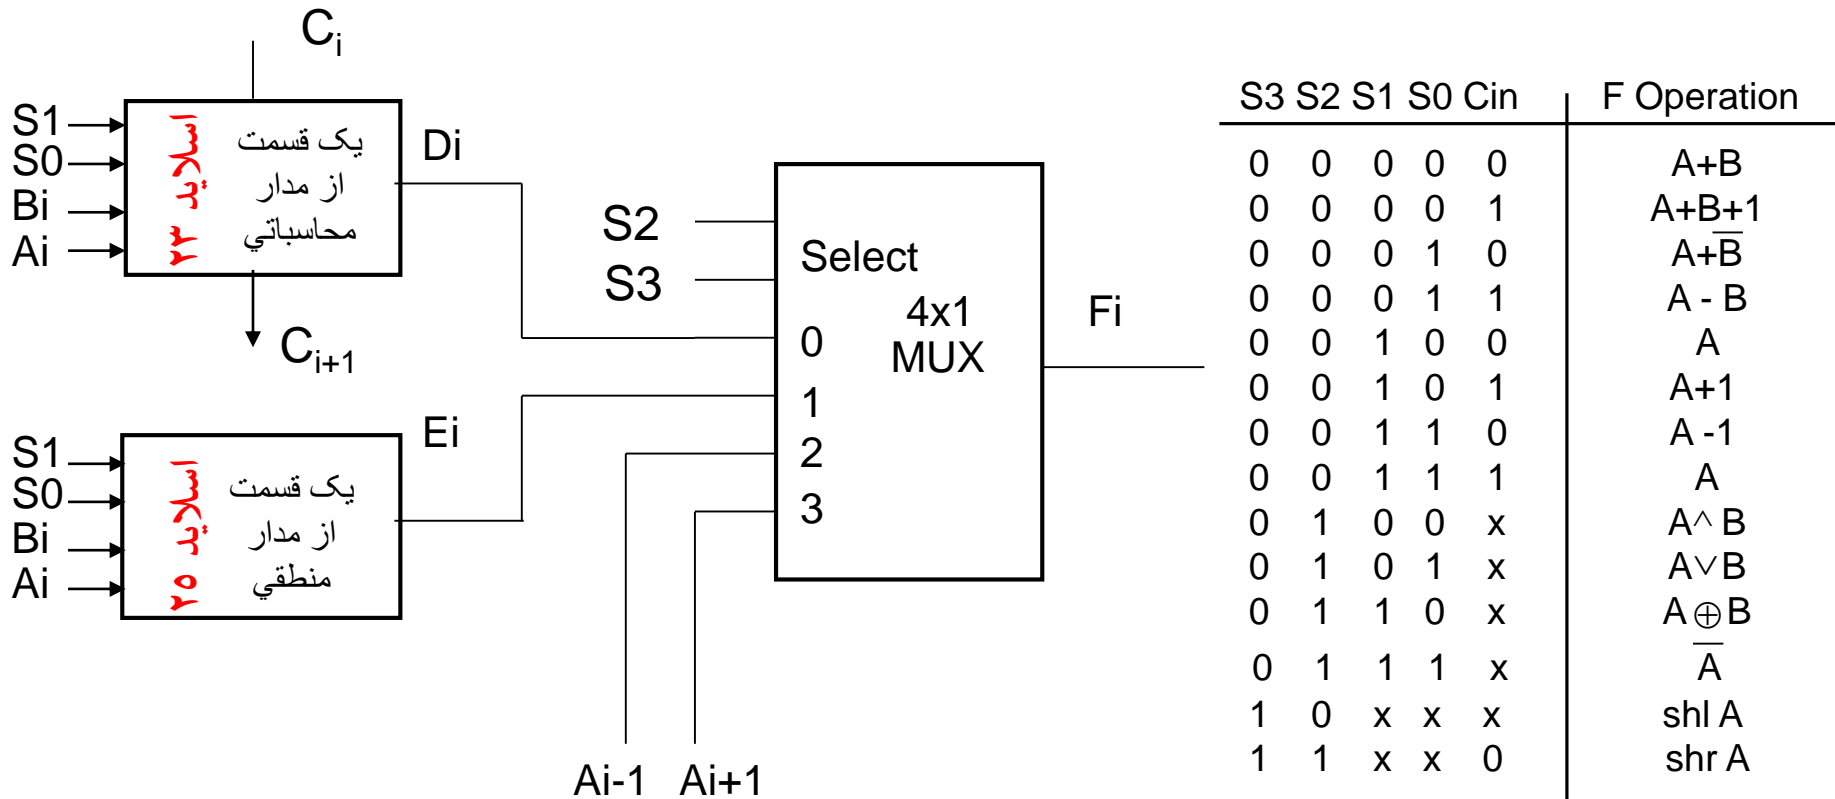 Ci
S1
S0
Bi
Ai
اسلايد ۲۳
يک قسمت
از مدار
محاسباتي
Di
Ci+1
S1
S0
Bi
Ai
اسلايد ۲۵
يک قسمت
از مدار
منطقي
Ei
S2
S3
Select
4x1
MUX
0
1
2
3
Fi
Ai-1 Ai+1
S3 S2 S1 S0 Cin F Operation
0 0 0 0 0 A+B
0 0 0 0 1 A+B+1
0 0 0 1 0 A+B̅
0 0 0 1 1 A - B
0 0 1 0 0 A
0 0 1 0 1 A+1
0 0 1 1 0 A -1
0 0 1 1 1 A
0 1 0 0 x A^ B
0 1 0 1 x A∨B
0 1 1 0 x A ⊕ B
0 1 1 1 x A̅
1 0 x x x shl A
1 1 x x 0 shr A